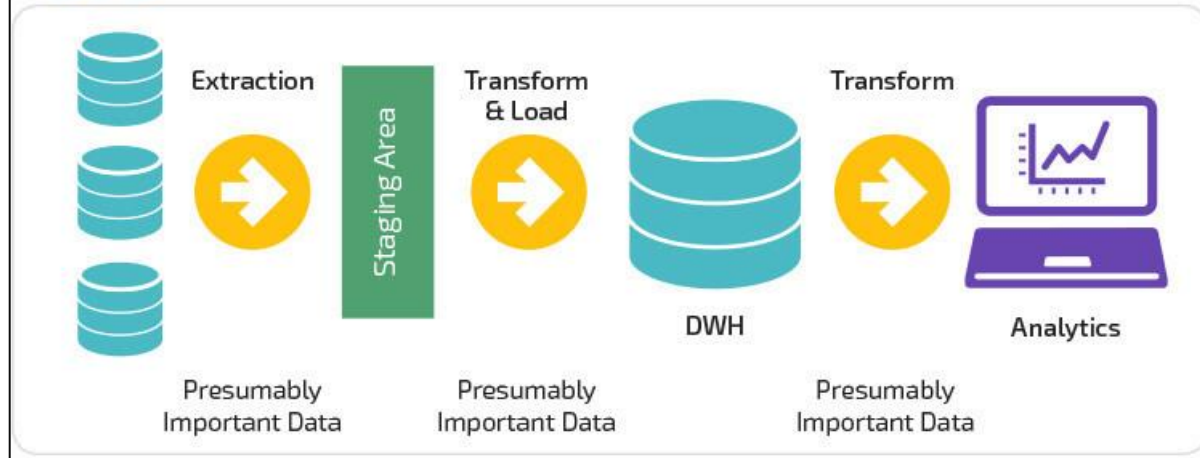 Extraction
Staging Area
Transform
& Load
Transform
DWH
Analytics
Presumably
Important Data
Presumably
Important Data
Presumably
Important Data